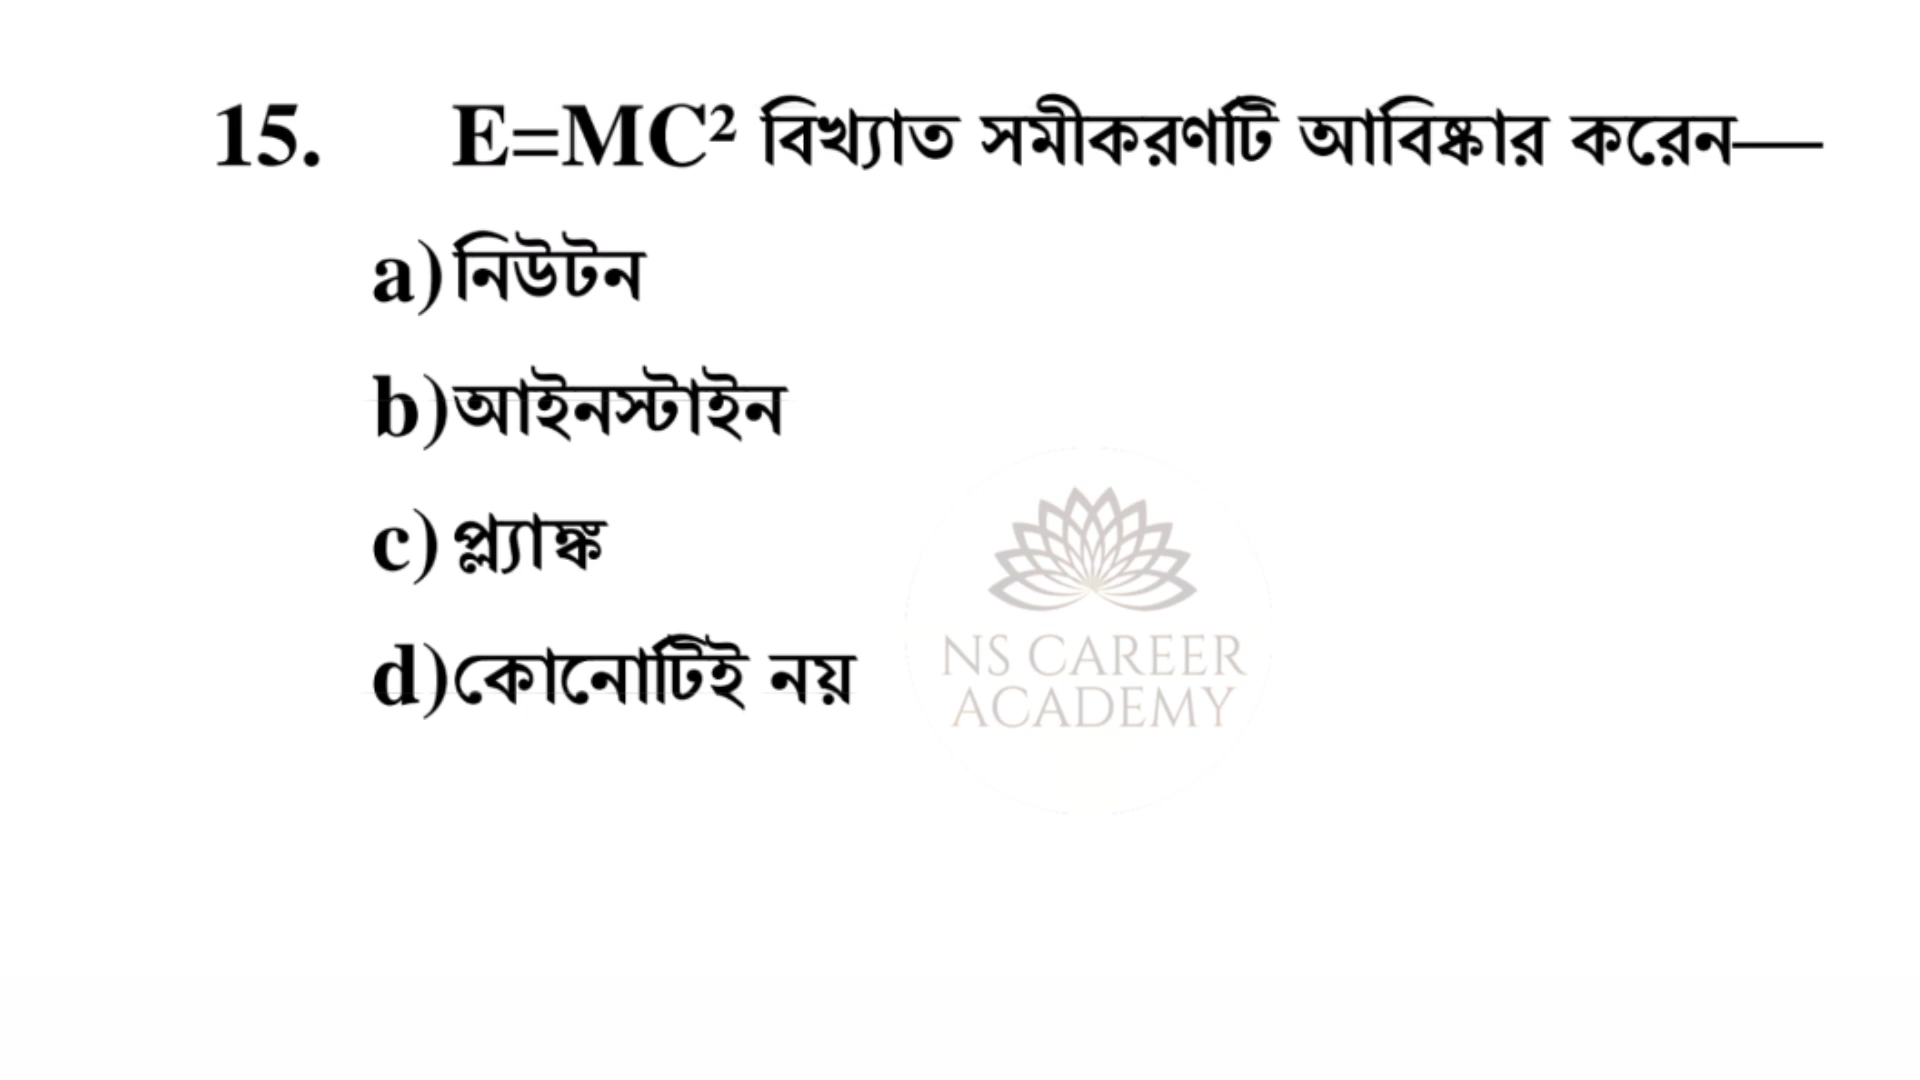 15. E=MC² বিখ্যাত সমীকরণটি আবিষ্কার করেন—
a) নিউটন
b) আইনস্টাইন
c) প্ল্যাঙ্ক
d) কোনোটিই নয়
NS CAREER
ACADEMY